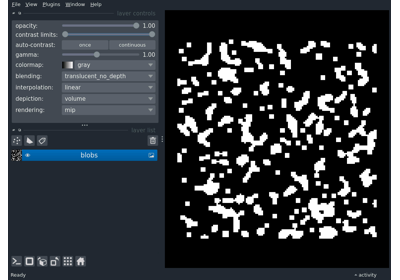 File View Plugins Window Help
layer controls
opacity: 1.00
contrast limits:
auto-contrast: once continuous
gamma: 1.00
colormap: gray
blending: translucent_no_depth
interpolation: linear
depiction: volume
rendering: mip
layer list
blobs
Ready activity